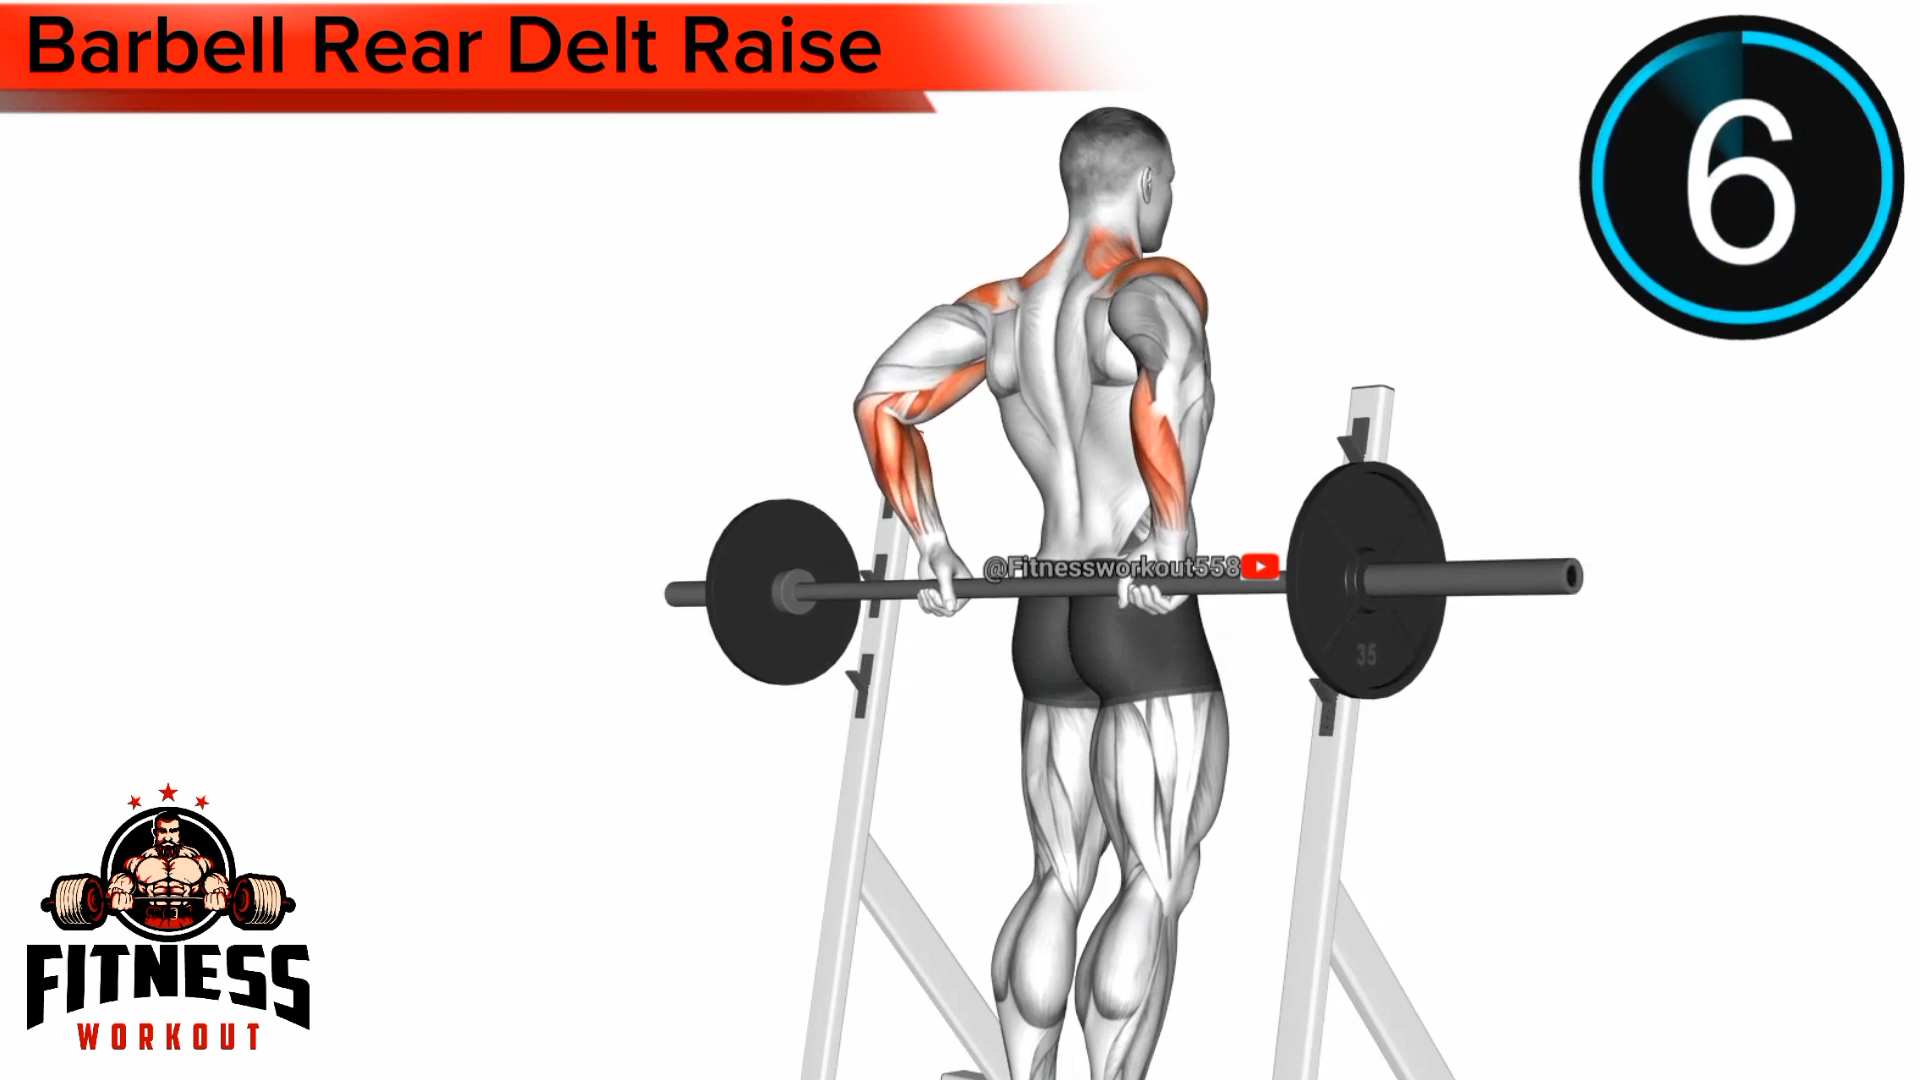 Barbell Rear Delt Raise
6
@Fitnessworkout558
35
FITNESS
WORKOUT